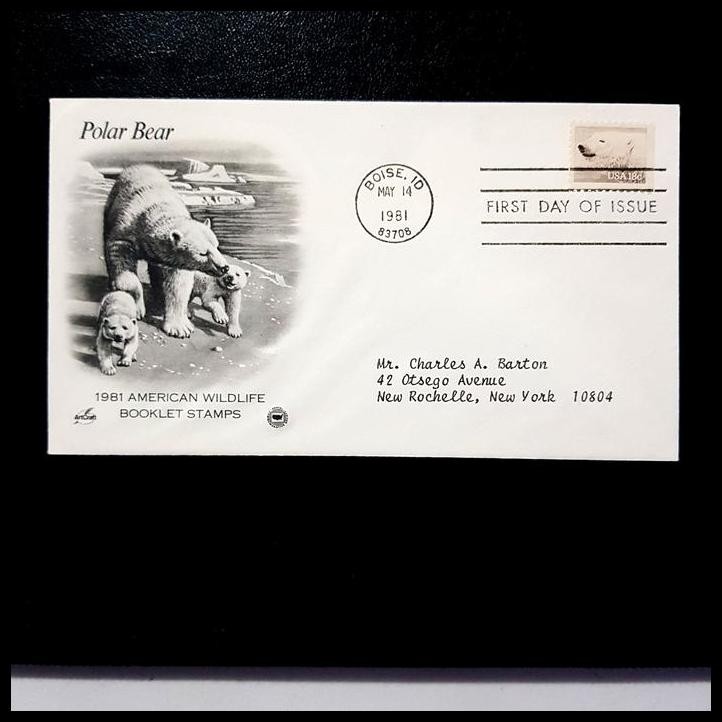 Polar Bear
BOISE, ID
MAY 14
1981
83708
USA 18c
FIRST DAY OF ISSUE
Mr. Charles A. Barton
42 Otsego Avenue
New Rochelle, New York 10804
1981 AMERICAN WILDLIFE
BOOKLET STAMPS
ArtCraft